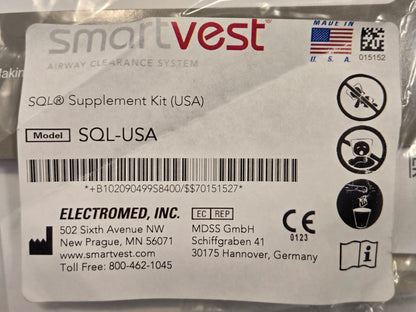 smartvest®
AIRWAY CLEARANCE SYSTEM
MADE IN
U. S. A.
015152
SQL® Supplement Kit (USA)
Model SQL-USA
*+B102090499S8400/$$70151527*
ELECTROMED, INC.
502 Sixth Avenue NW
New Prague, MN 56071
www.smartvest.com
Toll Free: 800-462-1045
EC REP
MDSS GmbH
Schiffgraben 41
30175 Hannover, Germany
CE
0123